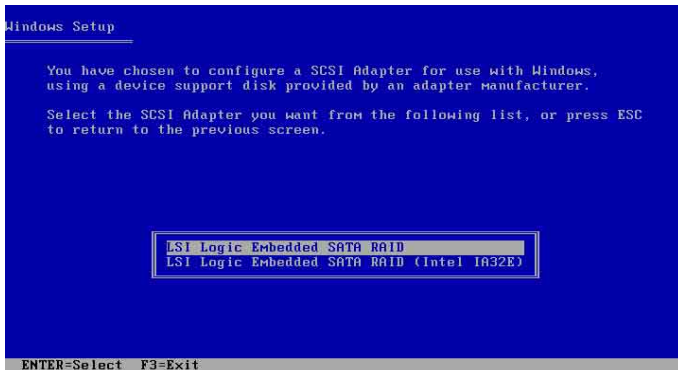 Windows Setup
You have chosen to configure a SCSI Adapter for use with Windows,
using a device support disk provided by an adapter manufacturer.
Select the SCSI Adapter you want from the following list, or press ESC
to return to the previous screen.
LSI Logic Embedded SATA RAID
LSI Logic Embedded SATA RAID (Intel IA32E)
ENTER=Select F3=Exit